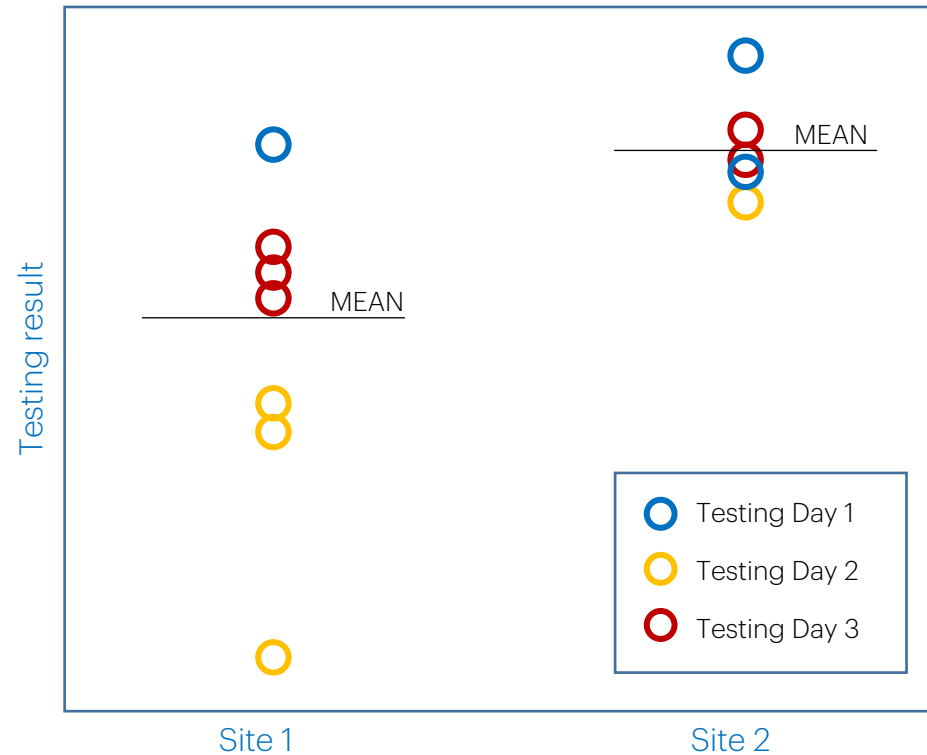 MEAN
MEAN
Testing result
Testing Day 1
Testing Day 2
Testing Day 3
Site 1
Site 2